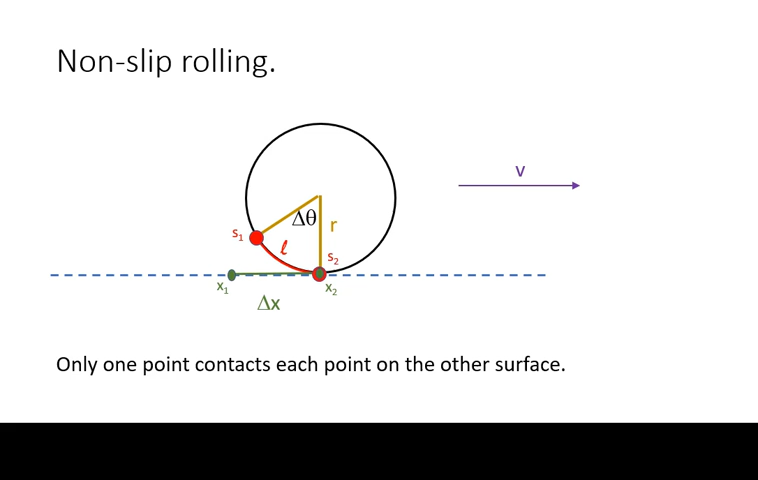 Non-slip rolling.
v
Δθ
r
s₁
ℓ
s₂
x₁
x₂
Δx
Only one point contacts each point on the other surface.